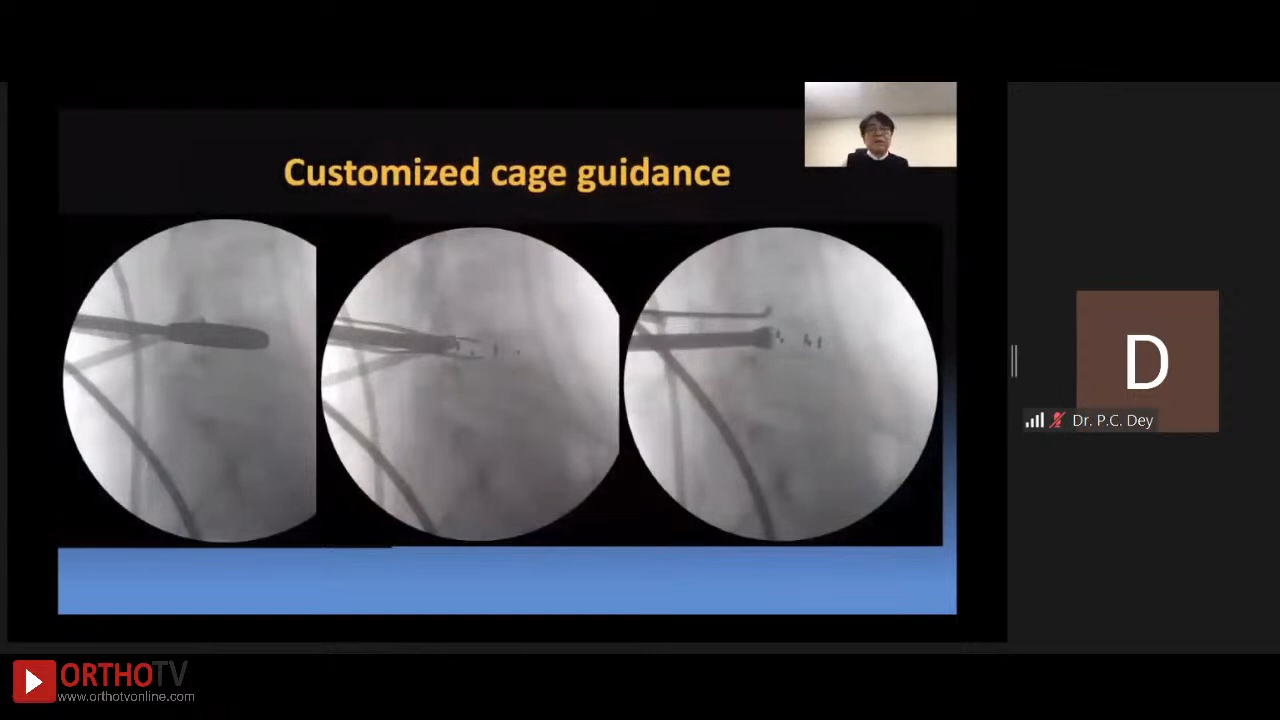 Customized cage guidance
D
Dr. P.C. Dey
ORTHOTV
www.orthotvonline.com